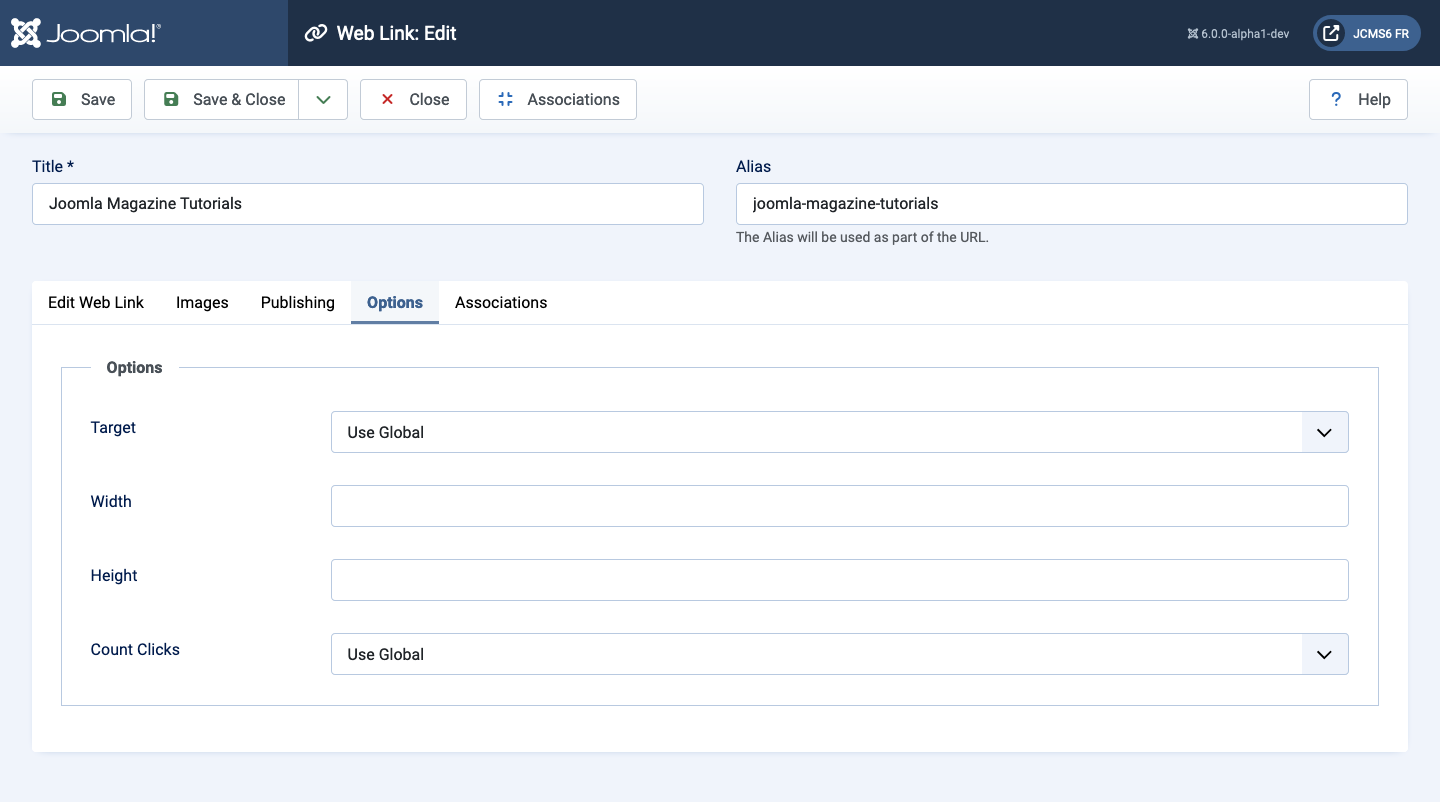 Joomla!®
Web Link: Edit
6.0.0-alpha1-dev
JCMS6 FR
Save
Save & Close
Close
Associations
? Help
Title *
Alias
Joomla Magazine Tutorials
joomla-magazine-tutorials
The Alias will be used as part of the URL.
Edit Web Link
Images
Publishing
Options
Associations
Options
Target
Use Global
Width
Height
Count Clicks
Use Global